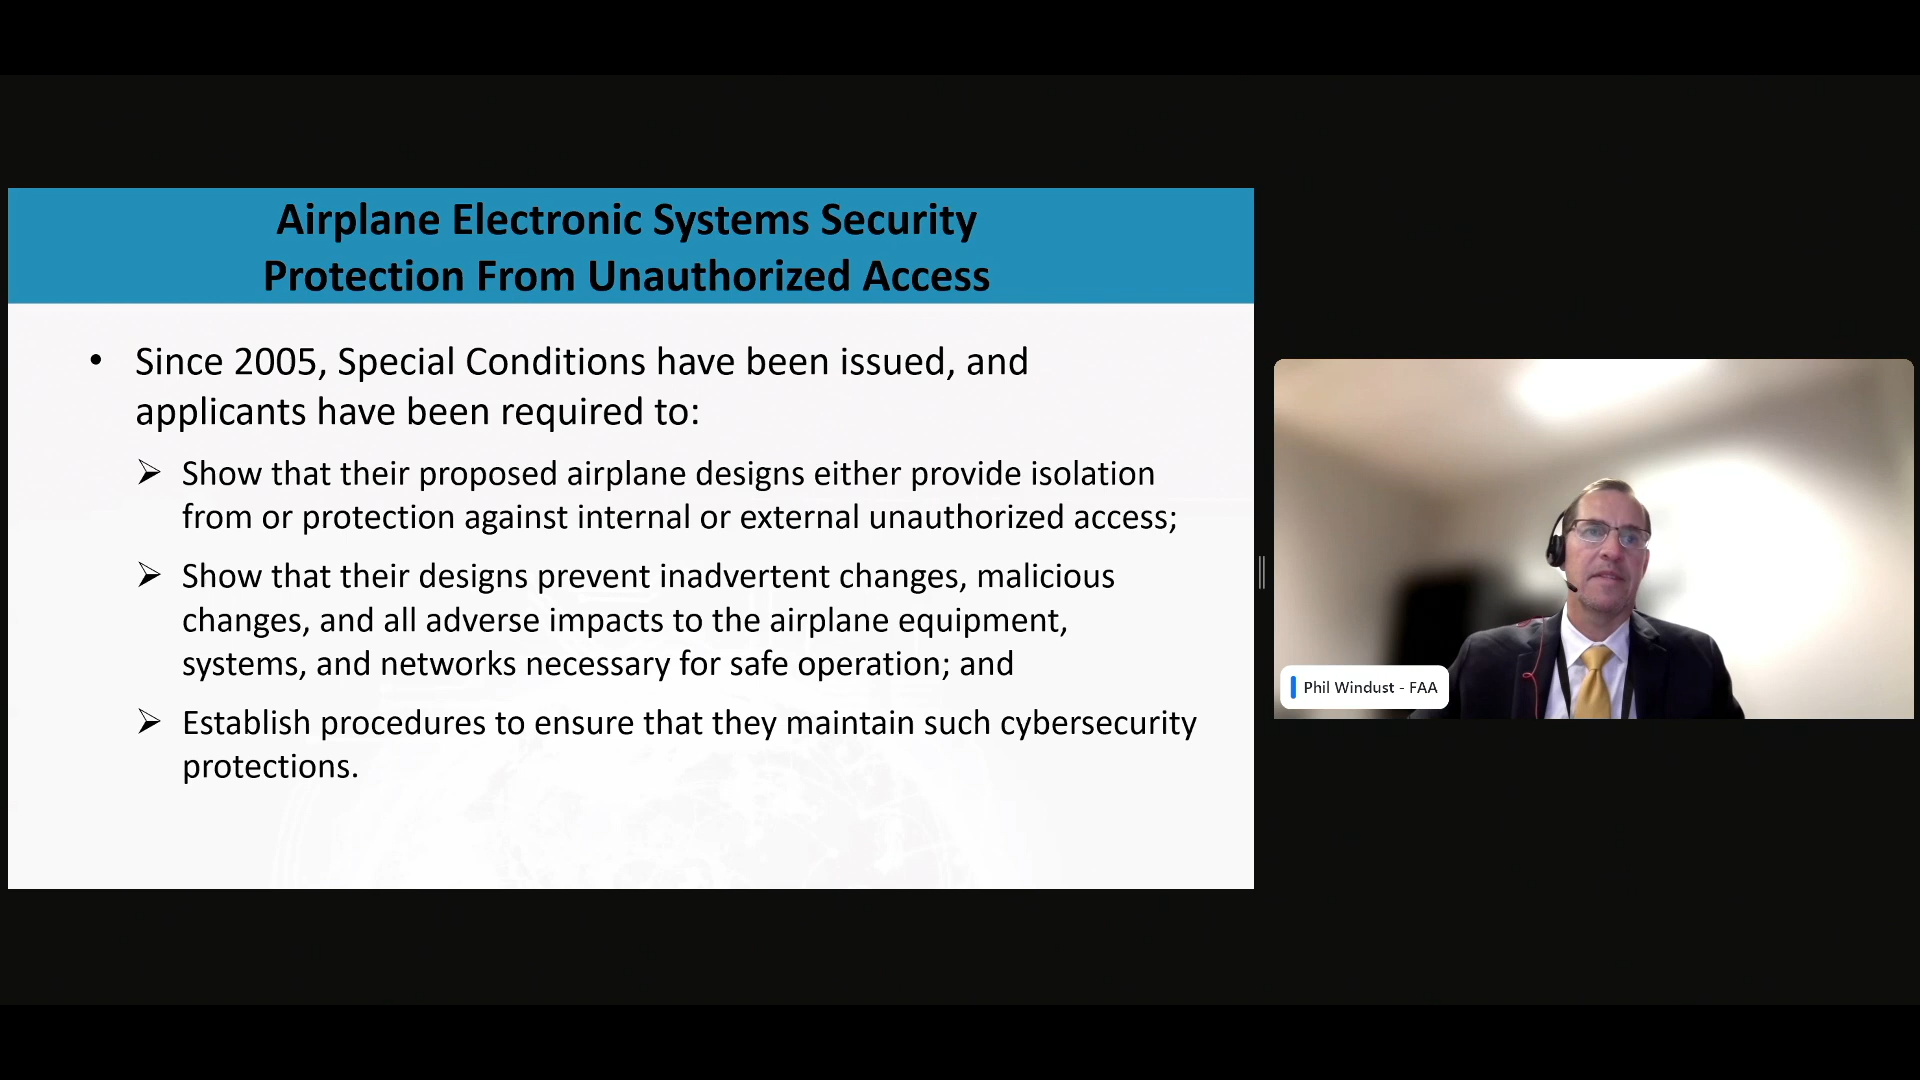 Airplane Electronic Systems Security
Protection From Unauthorized Access
• Since 2005, Special Conditions have been issued, and
applicants have been required to:
➢ Show that their proposed airplane designs either provide isolation
from or protection against internal or external unauthorized access;
➢ Show that their designs prevent inadvertent changes, malicious
changes, and all adverse impacts to the airplane equipment,
systems, and networks necessary for safe operation; and
➢ Establish procedures to ensure that they maintain such cybersecurity
protections.
Phil Windust - FAA